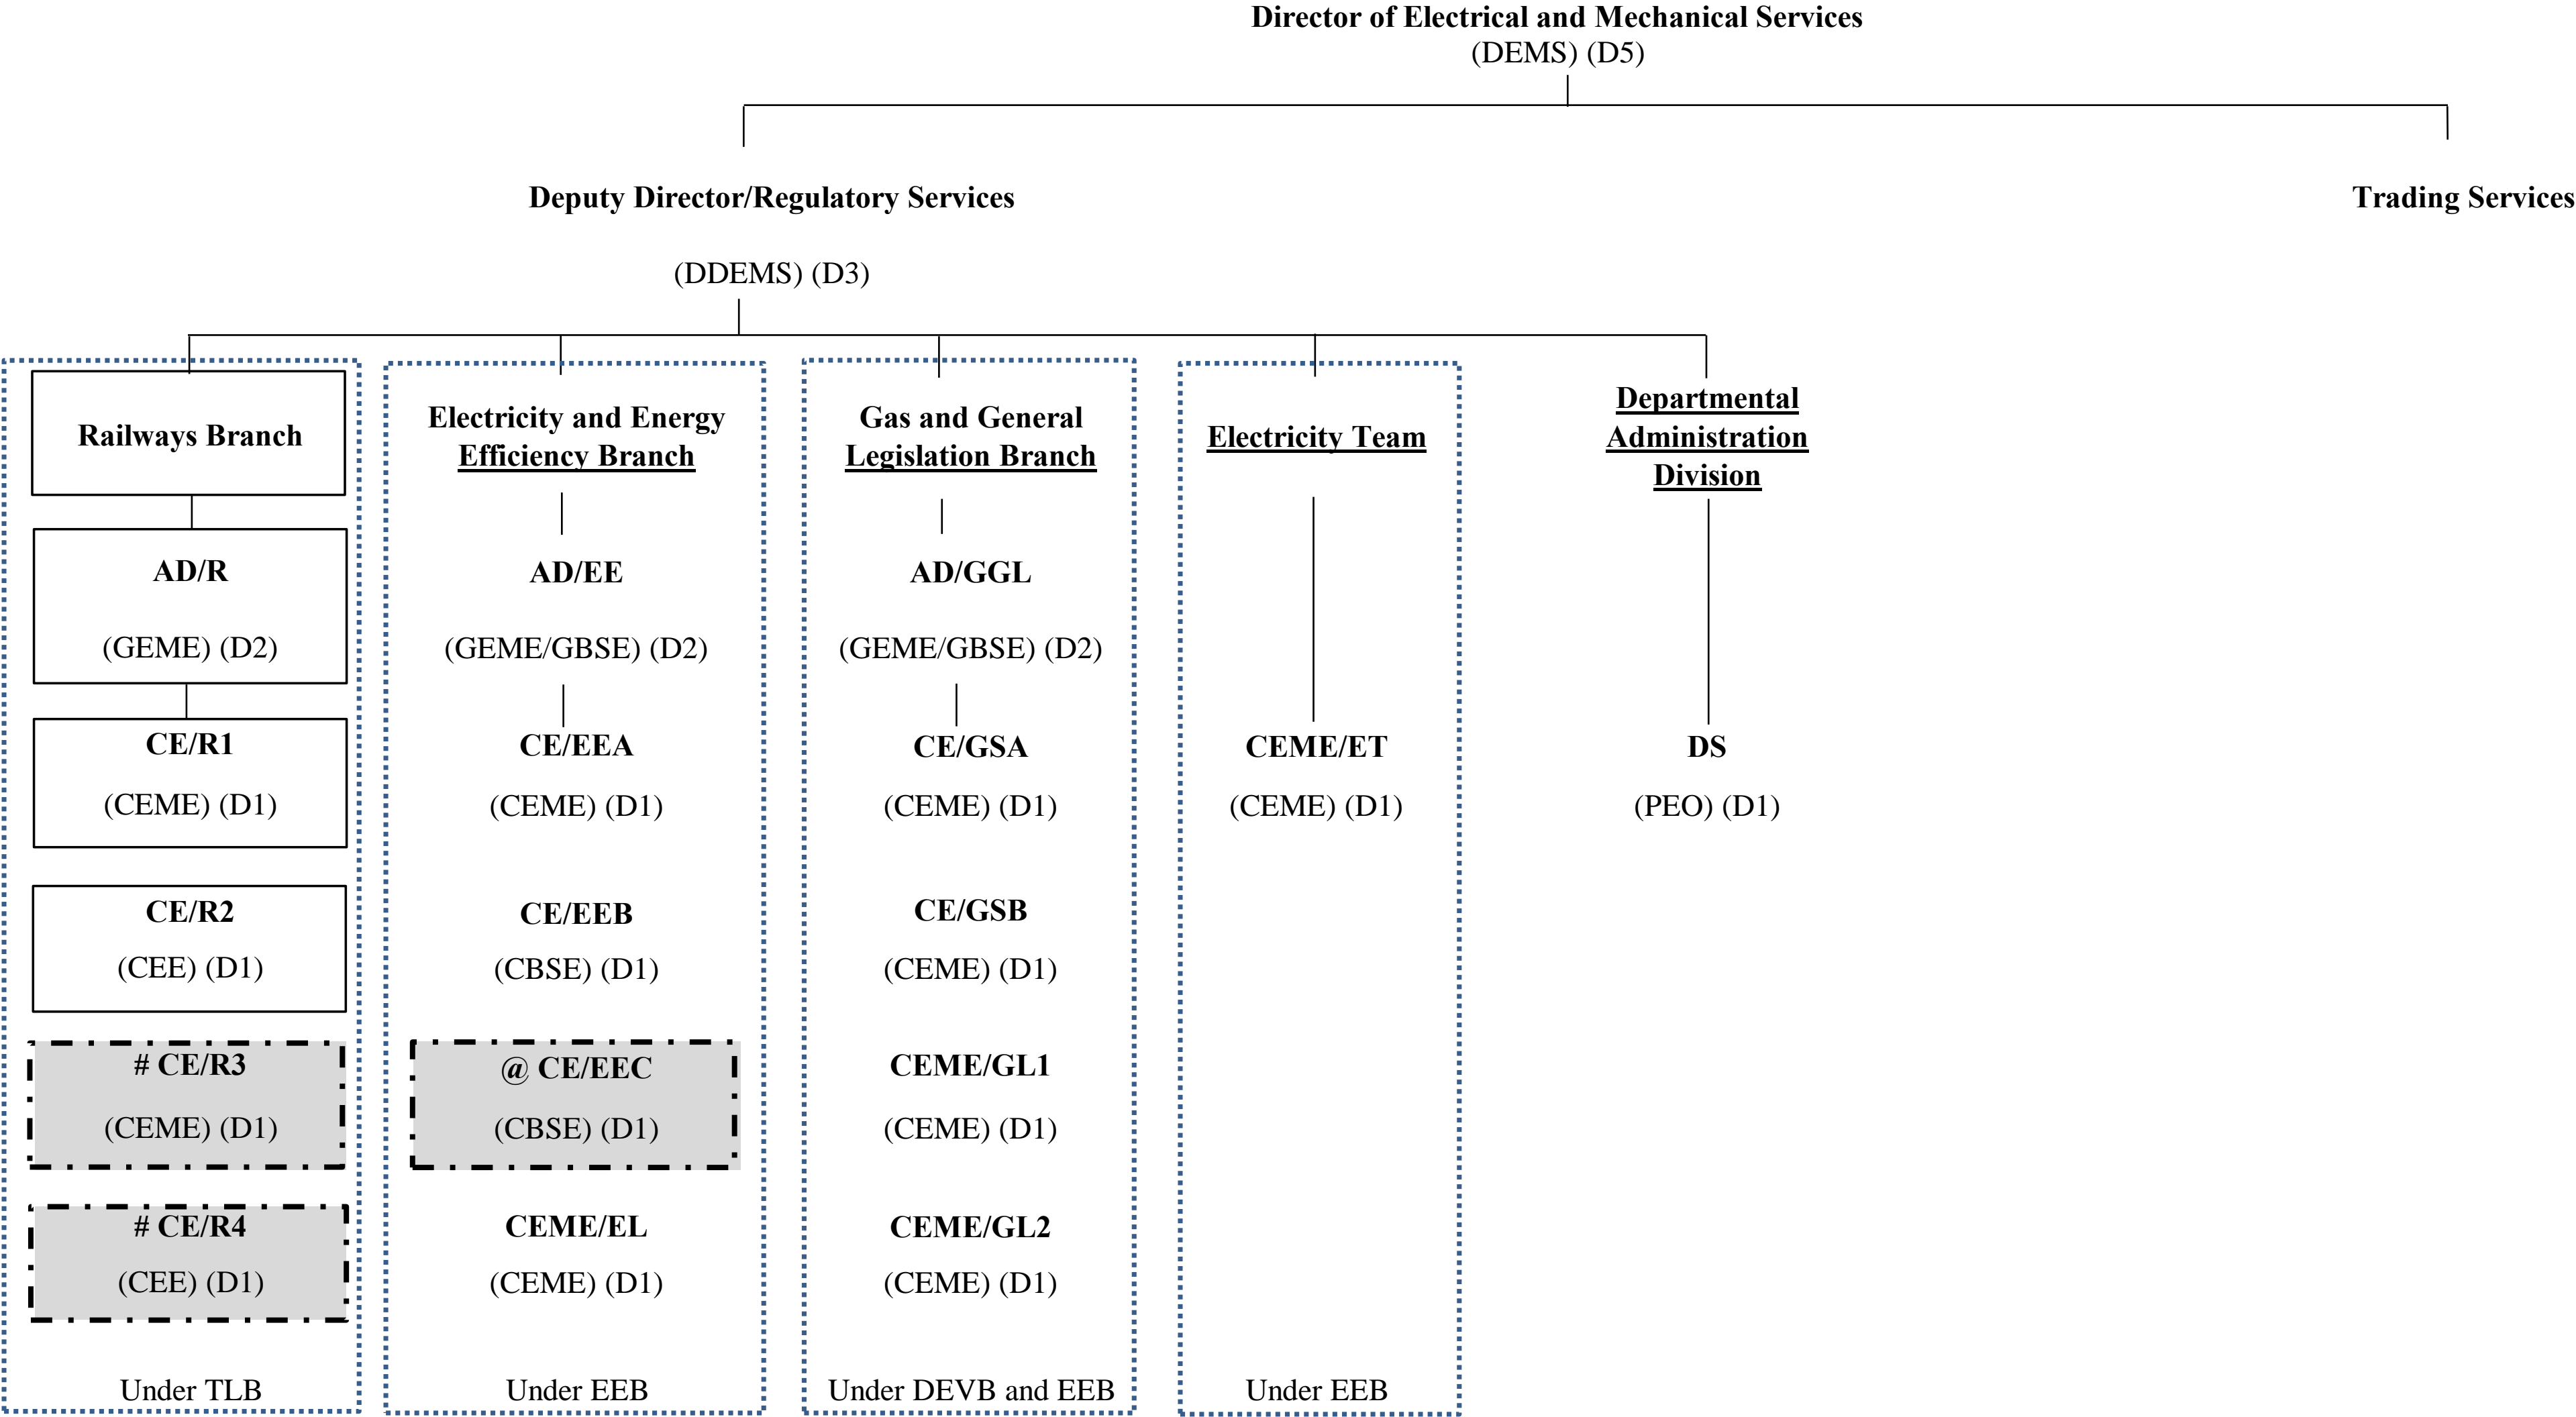 Director of Electrical and Mechanical Services
(DEMS) (D5)
Deputy Director/Regulatory Services
(DDEMS) (D3)
Trading Services
Railways Branch
AD/R
(GEME) (D2)
CE/R1
(CEME) (D1)
CE/R2
(CEE) (D1)
# CE/R3
(CEME) (D1)
# CE/R4
(CEE) (D1)
Under TLB
Electricity and Energy
Efficiency Branch
AD/EE
(GEME/GBSE) (D2)
CE/EEA
(CEME) (D1)
CE/EEB
(CBSE) (D1)
@ CE/EEC
(CBSE) (D1)
CEME/EL
(CEME) (D1)
Under EEB
Gas and General
Legislation Branch
AD/GGL
(GEME/GBSE) (D2)
CE/GSA
(CEME) (D1)
CE/GSB
(CEME) (D1)
CEME/GL1
(CEME) (D1)
CEME/GL2
(CEME) (D1)
Under DEVB and EEB
Electricity Team
CEME/ET
(CEME) (D1)
Under EEB
Departmental
Administration
Division
DS
(PEO) (D1)